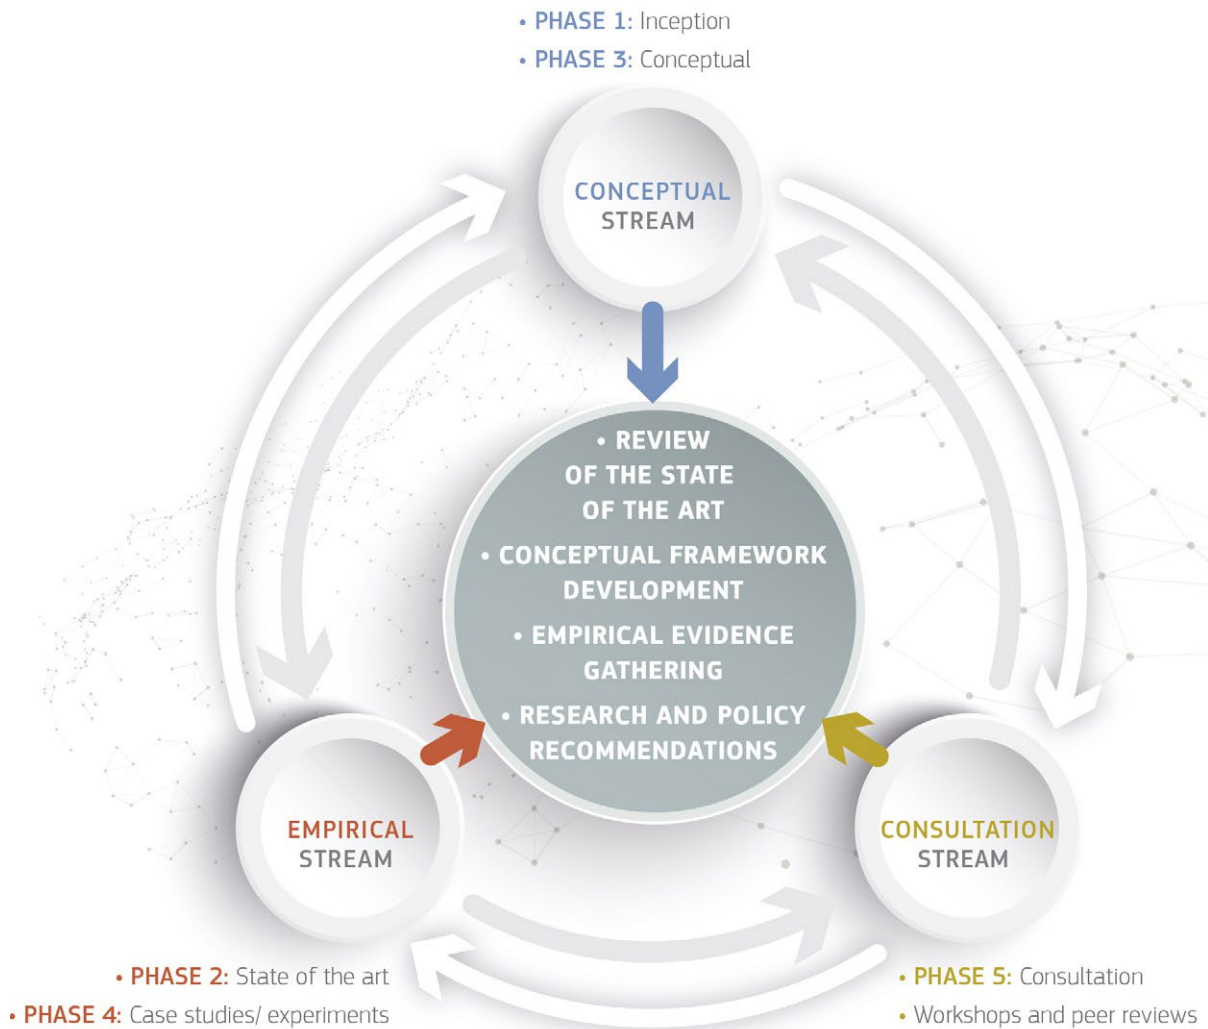 • PHASE 1: Inception
• PHASE 3: Conceptual
CONCEPTUAL
STREAM
• REVIEW
OF THE STATE
OF THE ART
• CONCEPTUAL FRAMEWORK
DEVELOPMENT
• EMPIRICAL EVIDENCE
GATHERING
• RESEARCH AND POLICY
RECOMMENDATIONS
EMPIRICAL
STREAM
CONSULTATION
STREAM
• PHASE 2: State of the art
• PHASE 4: Case studies/ experiments
• PHASE 5: Consultation
• Workshops and peer reviews